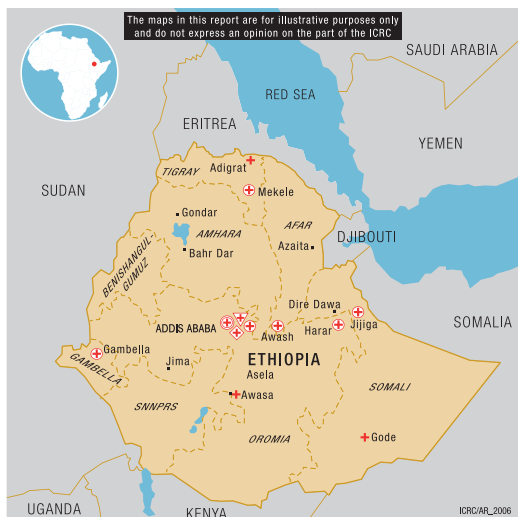 The maps in this report are for illustrative purposes only
and do not express an opinion on the part of the ICRC
SAUDI ARABIA
RED SEA
ERITREA
YEMEN
TIGRAY
Adigrat
SUDAN
Mekele
Gondar
AFAR
AMHARA
DJIBOUTI
Azaita
Bahr Dar
BENISHANGUL-
GUMUZ
Dire Dawa
SOMALIA
ADDIS ABABA
Awash
Harar
Jijiga
Gambella
GAMBELLA
Jima
ETHIOPIA
Asela
SOMALI
Awasa
SNNPRS
OROMIA
Gode
UGANDA
KENYA
ICRC/AR_2006